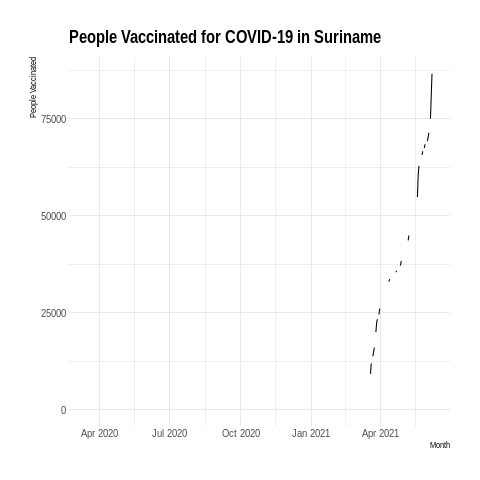 People Vaccinated for COVID-19 in Suriname
People Vaccinated
75000
50000
25000
0
Apr 2020 Jul 2020 Oct 2020 Jan 2021 Apr 2021
Month